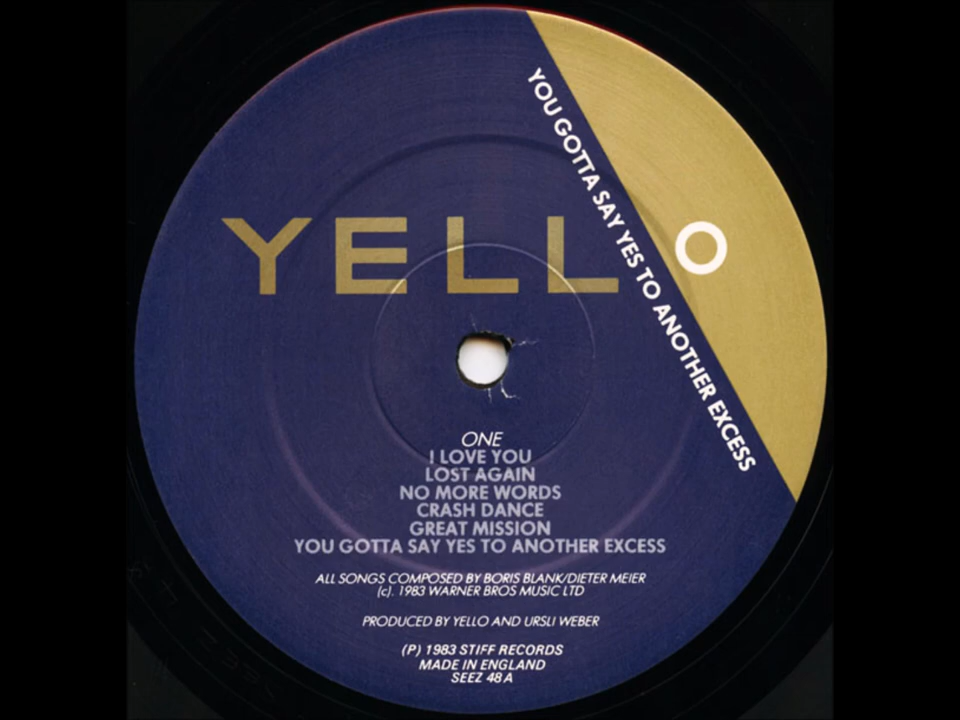 YELLO
YOU GOTTA SAY YES TO ANOTHER EXCESS
ONE
I LOVE YOU
LOST AGAIN
NO MORE WORDS
CRASH DANCE
GREAT MISSION
YOU GOTTA SAY YES TO ANOTHER EXCESS
ALL SONGS COMPOSED BY BORIS BLANK/DIETER MEIER
(c). 1983 WARNER BROS MUSIC LTD
PRODUCED BY YELLO AND URSLI WEBER
(P) 1983 STIFF RECORDS
MADE IN ENGLAND
SEEZ 48 A